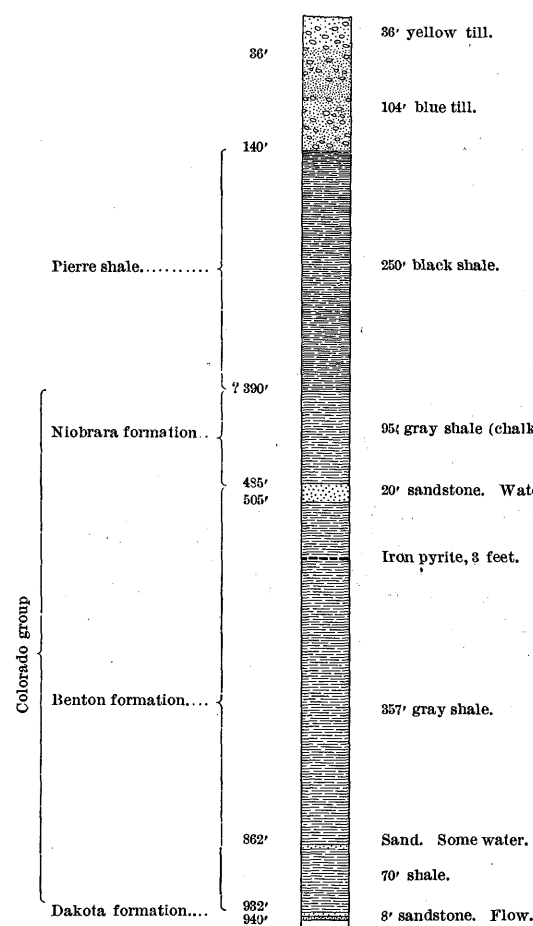 36′ yellow till.
36′
104′ blue till.
140′
Pierre shale........... 250′ black shale.
? 390′
Niobrara formation.. 95′ gray shale (chalk
485′ 20′ sandstone.
505′
Iron pyrite, 3 feet.
Colorado group
Benton formation.... 357′ gray shale.
862′ Sand. Some water.
70′ shale.
932′
Dakota formation.... 8′ sandstone. Flow.
940′